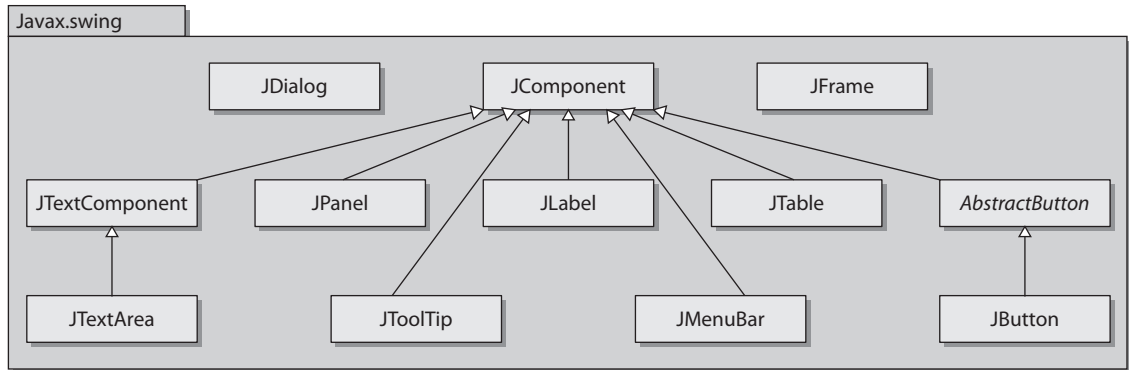 Javax.swing
JDialog
JComponent
JFrame
JTextComponent
JPanel
JLabel
JTable
AbstractButton
JTextArea
JToolTip
JMenuBar
JButton